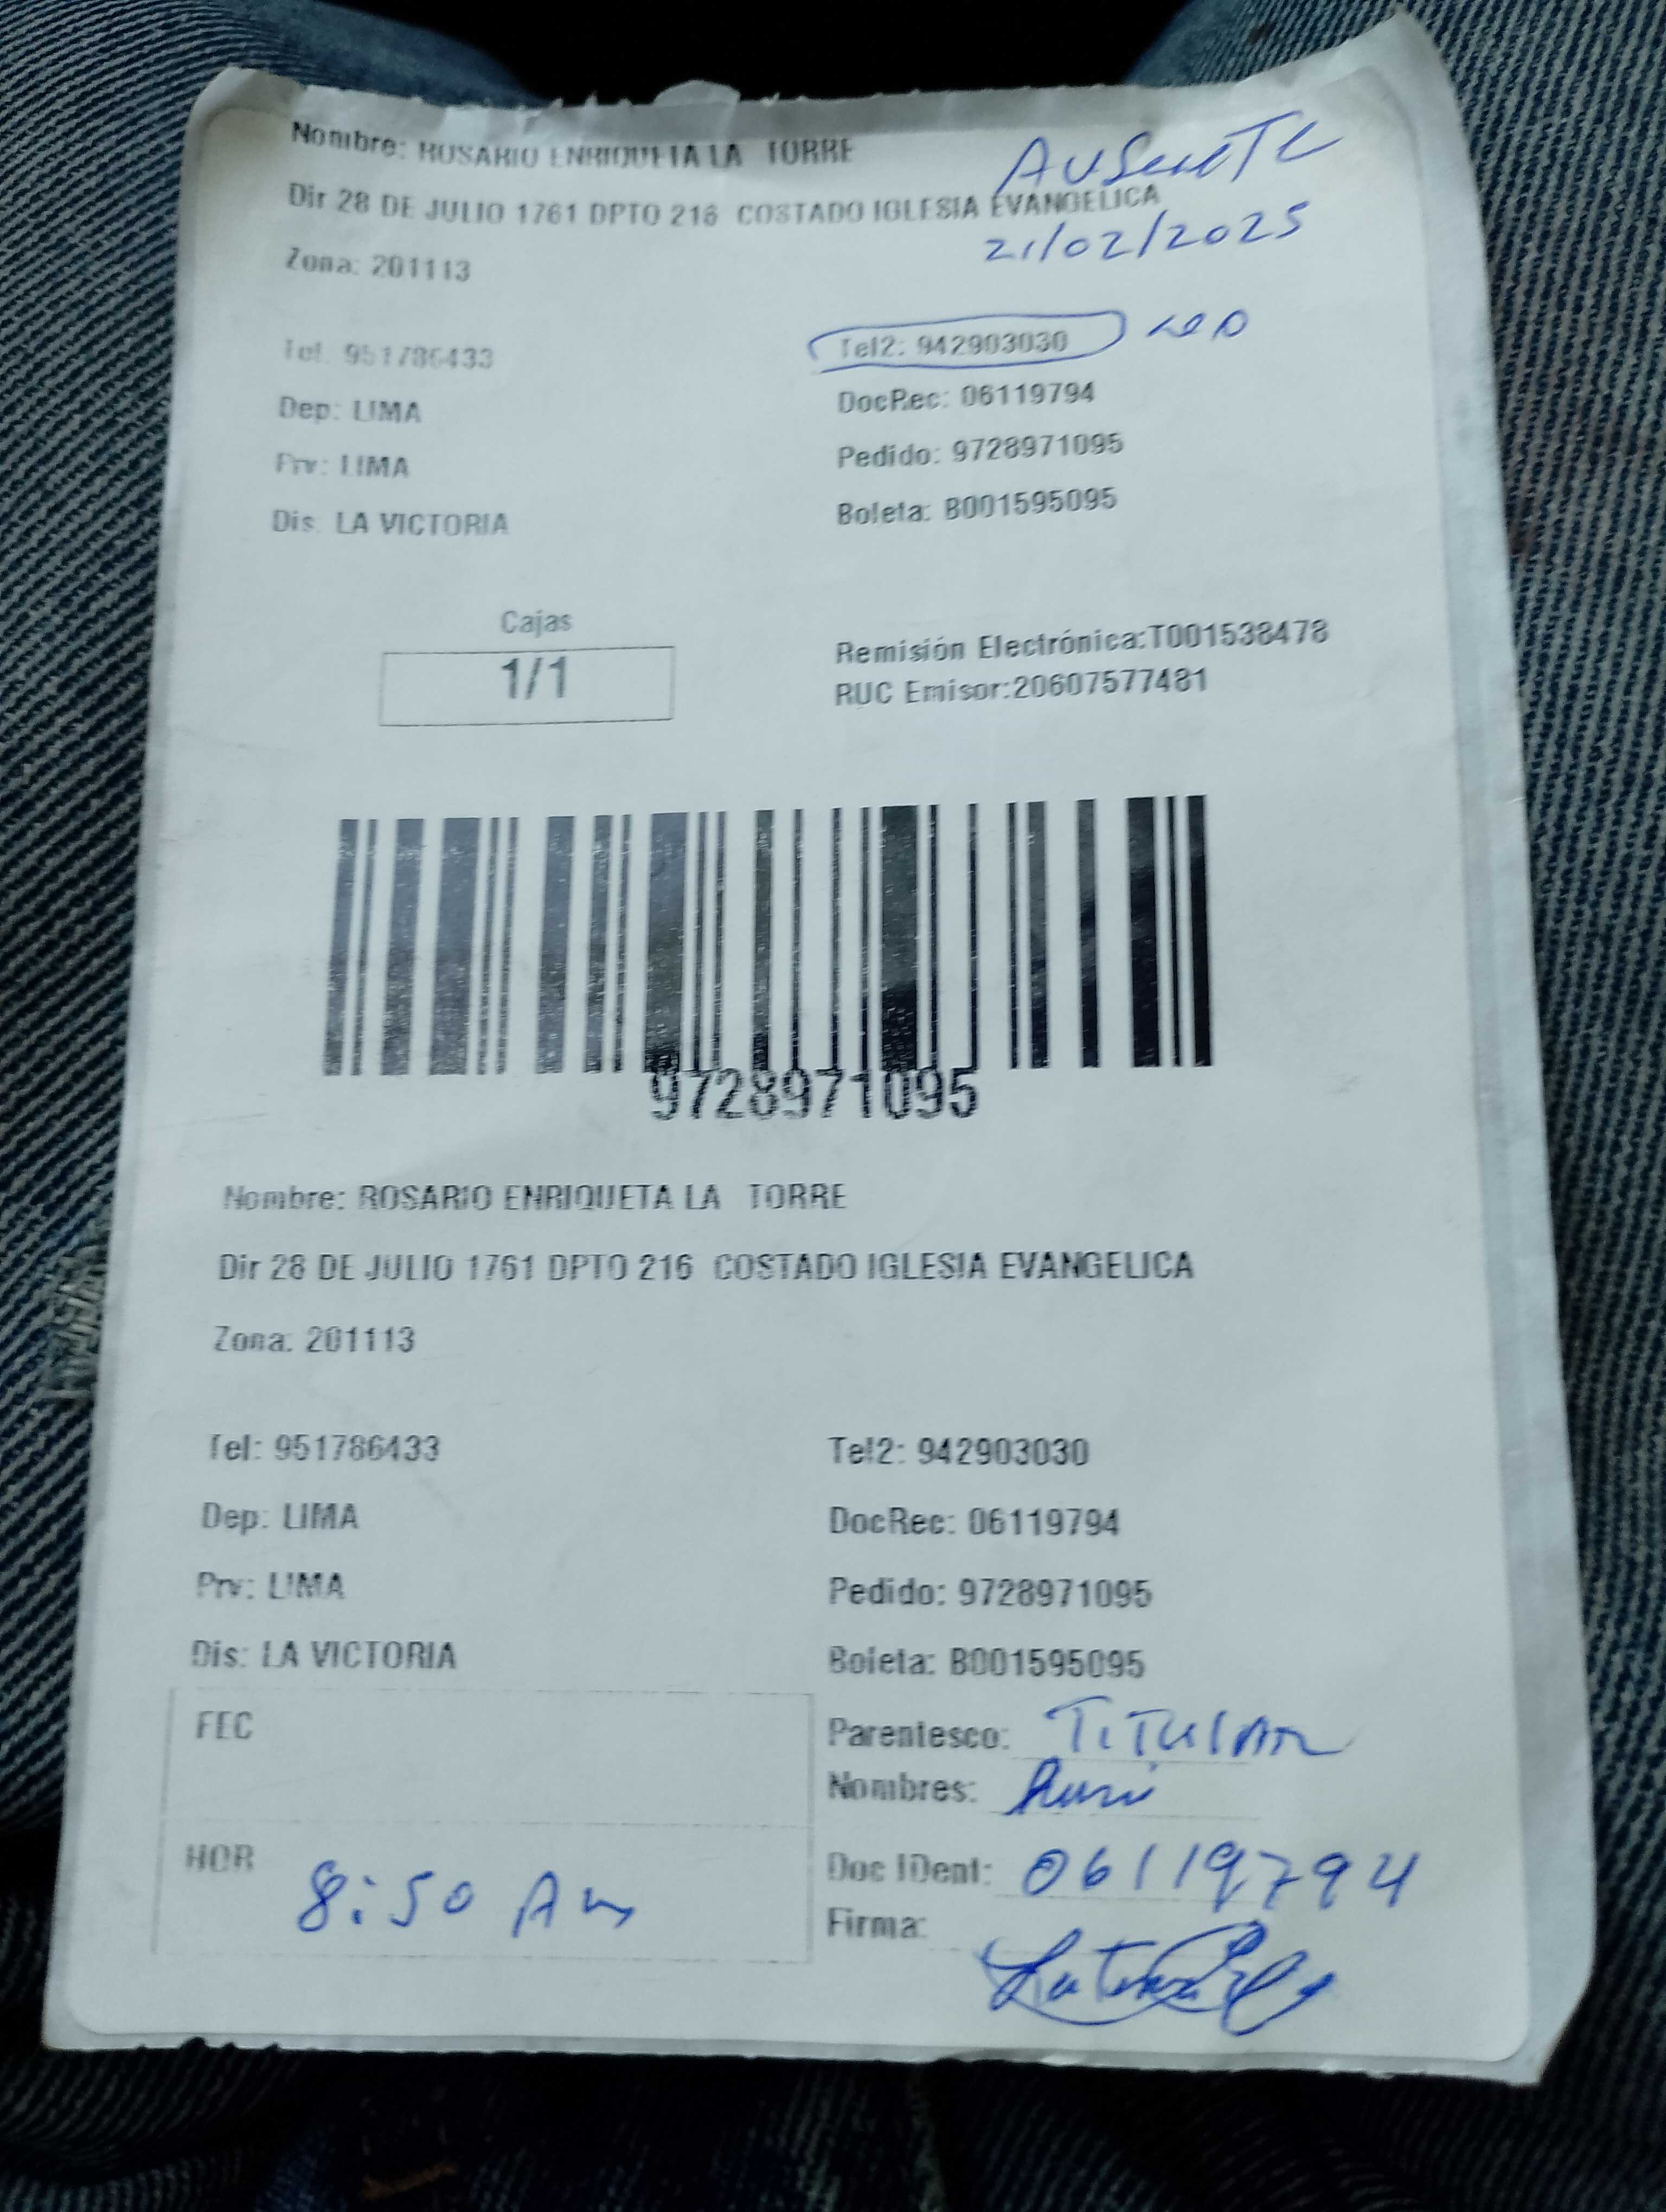 Nombre: ROSARIO ENRIQUETA LA TORRE
AUSENTE
Dir 28 DE JULIO 1761 DPTO 216 COSTADO IGLESIA EVANGELICA
21/02/2025
Zona: 201113
Tel: 951786433
Tel2: 942903030
Dep: LIMA
DocRec: 06119794
Prv: LIMA
Pedido: 9728971095
Dis: LA VICTORIA
Boleta: B001595095
Cajas
1/1
Remisión Electrónica:T001538478
RUC Emisor:20607577481
9728971095
Nombre: ROSARIO ENRIQUETA LA TORRE
Dir 28 DE JULIO 1761 DPTO 216 COSTADO IGLESIA EVANGELICA
Zona: 201113
Tel: 951786433
Tel2: 942903030
Dep: LIMA
DocRec: 06119794
Prv: LIMA
Pedido: 9728971095
Dis: LA VICTORIA
Boleta: B001595095
FEC
Parentesco: TITULAR
Nombres:
HOR 8:50 Am
Doc IDent: 06119794
Firma: